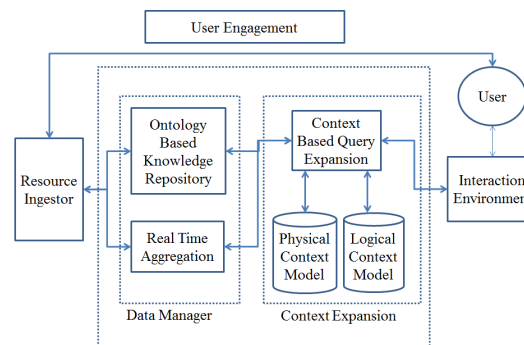 User Engagement
User
Ontology
Based
Knowledge
Repository
Context
Based Query
Expansion
Resource
Ingestor
Interaction
Environment
Real Time
Aggregation
Physical
Context
Model
Logical
Context
Model
Data Manager
Context Expansion